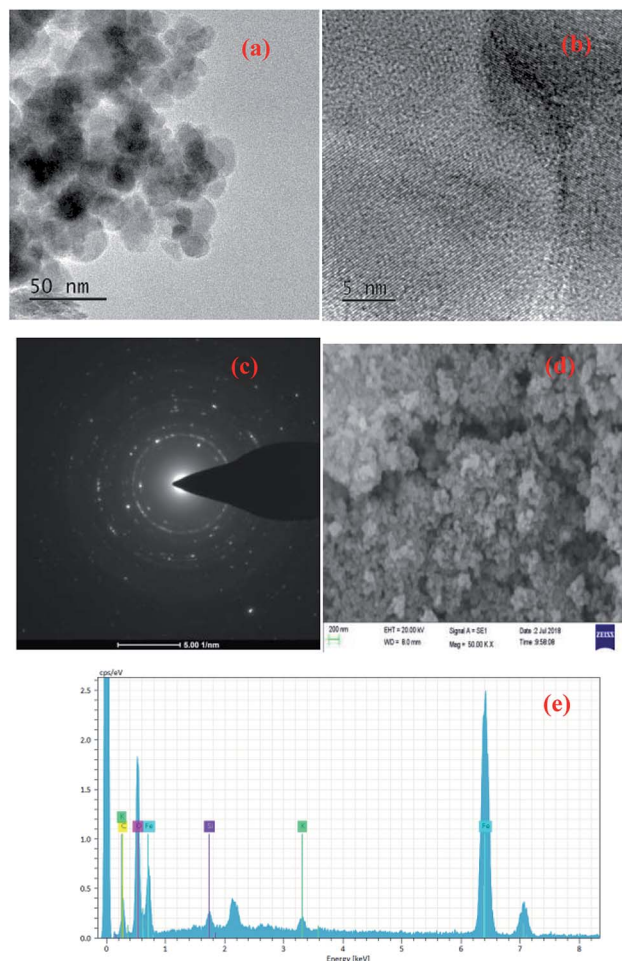 (a)
(b)
50 nm
5 nm
(c)
(d)
5.00 1/nm
200 nm
EHT = 20.00 kV
Signal A = SE1
Date :2 Jul 2018
WD = 8.0 mm
Mag = 50.00 K X
Time :9:58:08
ZEISS
cps/eV
(e)
2.5
2.0
1.5
1.0
0.5
0.0
K
C
O
Fe
K
Fe
0
1
2
3
4
5
6
7
8
Energy [keV]